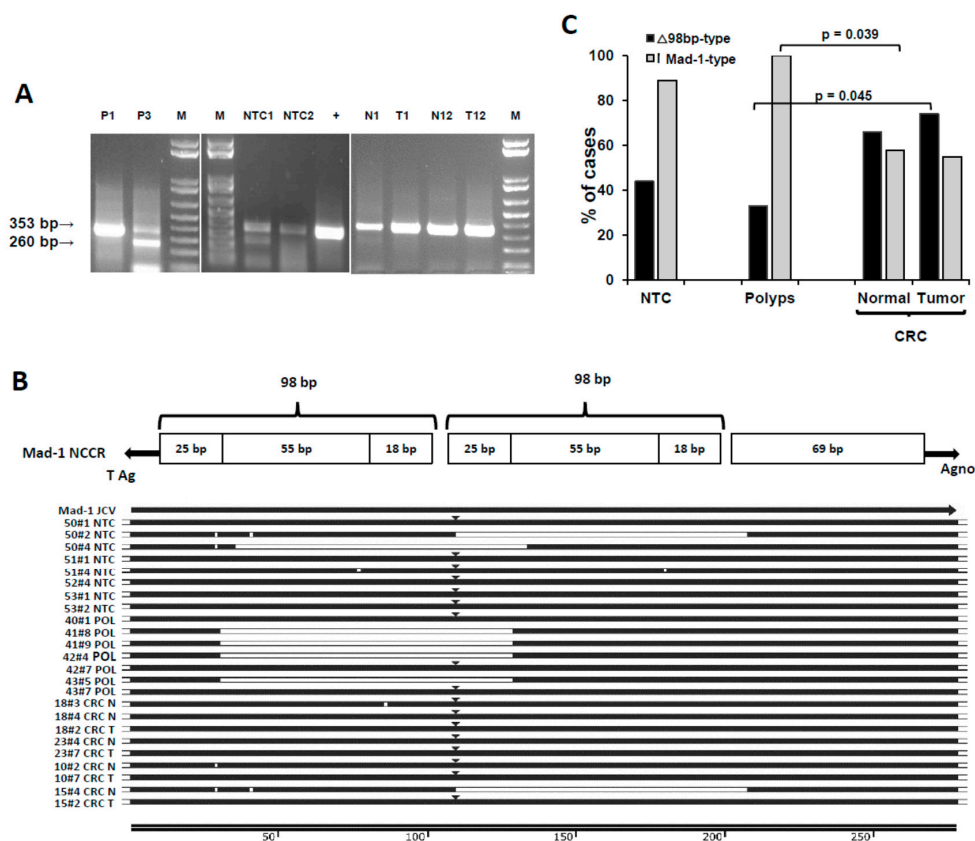 A
P1 P3 M M NTC1 NTC2 + N1 T1 N12 T12 M
353 bp→
260 bp→
C
△98bp-type
Mad-1-type
p = 0.039
p = 0.045
% of cases
100
80
60
40
20
0
NTC Polyps Normal Tumor
CRC
B
98 bp 98 bp
Mad-1 NCCR 25 bp 55 bp 18 bp 25 bp 55 bp 18 bp 69 bp
T Ag Agno
Mad-1 JCV
50#1 NTC
50#2 NTC
50#4 NTC
51#1 NTC
51#4 NTC
52#4 NTC
53#1 NTC
53#2 NTC
40#1 POL
41#8 POL
41#9 POL
42#4 POL
42#7 POL
43#5 POL
43#7 POL
18#3 CRC N
18#4 CRC N
18#2 CRC T
23#4 CRC N
23#7 CRC T
10#2 CRC N
10#7 CRC T
15#4 CRC N
15#2 CRC T
50 100 150 200 250